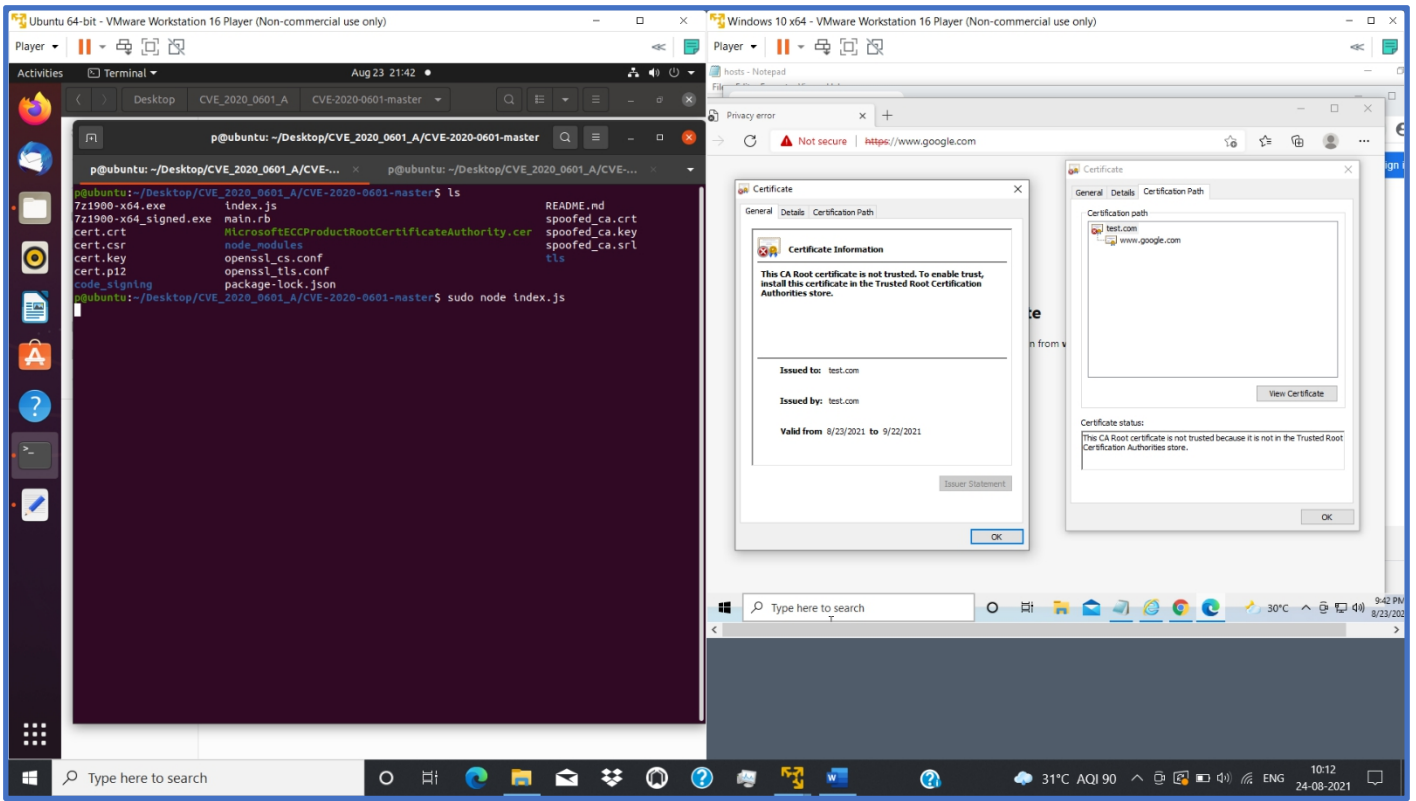 Ubuntu 64-bit - VMware Workstation 16 Player (Non-commercial use only)
Player
Activities
Terminal
Aug 23 21:42
Desktop
CVE_2020_0601_A
CVE-2020-0601-master
p@ubuntu: ~/Desktop/CVE_2020_0601_A/CVE-2020-0601-master
p@ubuntu: ~/Desktop/CVE_2020_0601_A/CVE-...
p@ubuntu: ~/Desktop/CVE_2020_0601_A/CVE-...
p@ubuntu:~/Desktop/CVE_2020_0601_A/CVE-2020-0601-master$ ls
7z1900-x64.exe index.js README.md
7z1900-x64_signed.exe main.rb spoofed_ca.crt
cert.crt MicrosoftECCProductRootCertificateAuthority.cer spoofed_ca.key
cert.csr node_modules spoofed_ca.srl
cert.key openssl_cs.conf tls
cert.p12 openssl_tls.conf
code_signing package-lock.json
p@ubuntu:~/Desktop/CVE_2020_0601_A/CVE-2020-0601-master$ sudo node index.js
Windows 10 x64 - VMware Workstation 16 Player (Non-commercial use only)
Player
hosts - Notepad
Privacy error
Not secure
https://www.google.com
Certificate
General Details Certification Path
Certificate Information
This CA Root certificate is not trusted. To enable trust,
install this certificate in the Trusted Root Certification
Authorities store.
Issued to: test.com
Issued by: test.com
Valid from 8/23/2021 to 9/22/2021
Issuer Statement
OK
n from
Certificate
General Details Certification Path
Certification path
test.com
www.google.com
View Certificate
Certificate status:
This CA Root certificate is not trusted because it is not in the Trusted Root
Certification Authorities store.
OK
Type here to search
30°C
9:42 PM
8/23/202
Type here to search
31°C AQI 90
ENG
10:12
24-08-2021